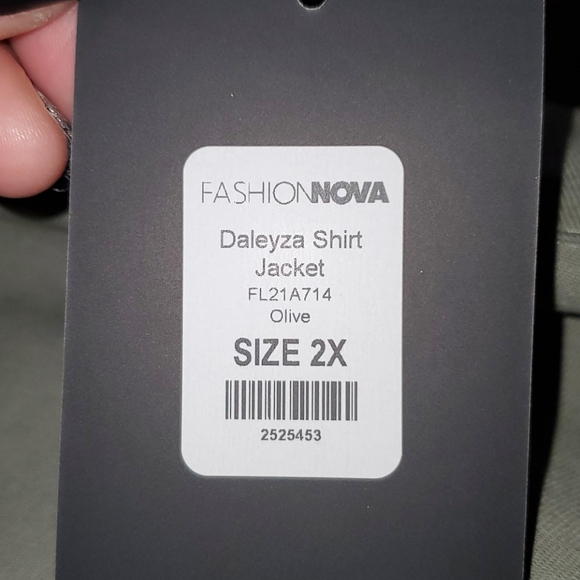 FASHIONNOVA
Daleyza Shirt
Jacket
FL21A714
Olive
SIZE 2X
2525453